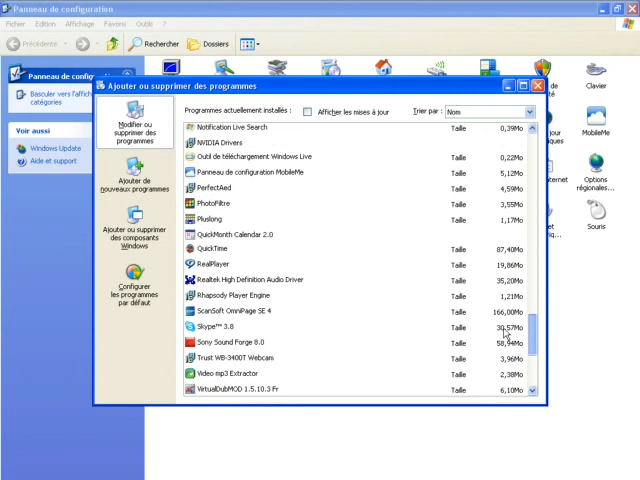 Panneau de configuration
Fichier Edition Affichage Favoris Outils ?
Précédente Rechercher Dossiers
Panneau de config
Basculer vers l'affich
catégories
Voir aussi
Windows Update
Aide et support
Clavier
MobileMe
Options
régionales...
Souris
Ajouter ou supprimer des programmes
Modifier ou
supprimer des
programmes
Ajouter de
nouveaux programmes
Ajouter ou supprimer
des composants
Windows
Configurer
les programmes
par défaut
Programmes actuellement installés : Afficher les mises à jour Trier par : Nom
Notification Live Search Taille 0,39Mo
NVIDIA Drivers
Outil de téléchargement Windows Live Taille 0,22Mo
Panneau de configuration MobileMe Taille 5,12Mo
PerfectAed Taille 4,59Mo
PhotoFiltre Taille 3,55Mo
Pluslong Taille 1,17Mo
QuickMonth Calendar 2.0
QuickTime Taille 87,40Mo
RealPlayer Taille 19,86Mo
Realtek High Definition Audio Driver Taille 35,20Mo
Rhapsody Player Engine Taille 1,21Mo
ScanSoft OmniPage SE 4 Taille 166,00Mo
Skype™ 3.8 Taille 30,57Mo
Sony Sound Forge 8.0 Taille 58,94Mo
Trust WB-3400T Webcam Taille 3,96Mo
Video mp3 Extractor Taille 2,38Mo
VirtualDubMOD 1.5.10.3 Fr Taille 6,10Mo